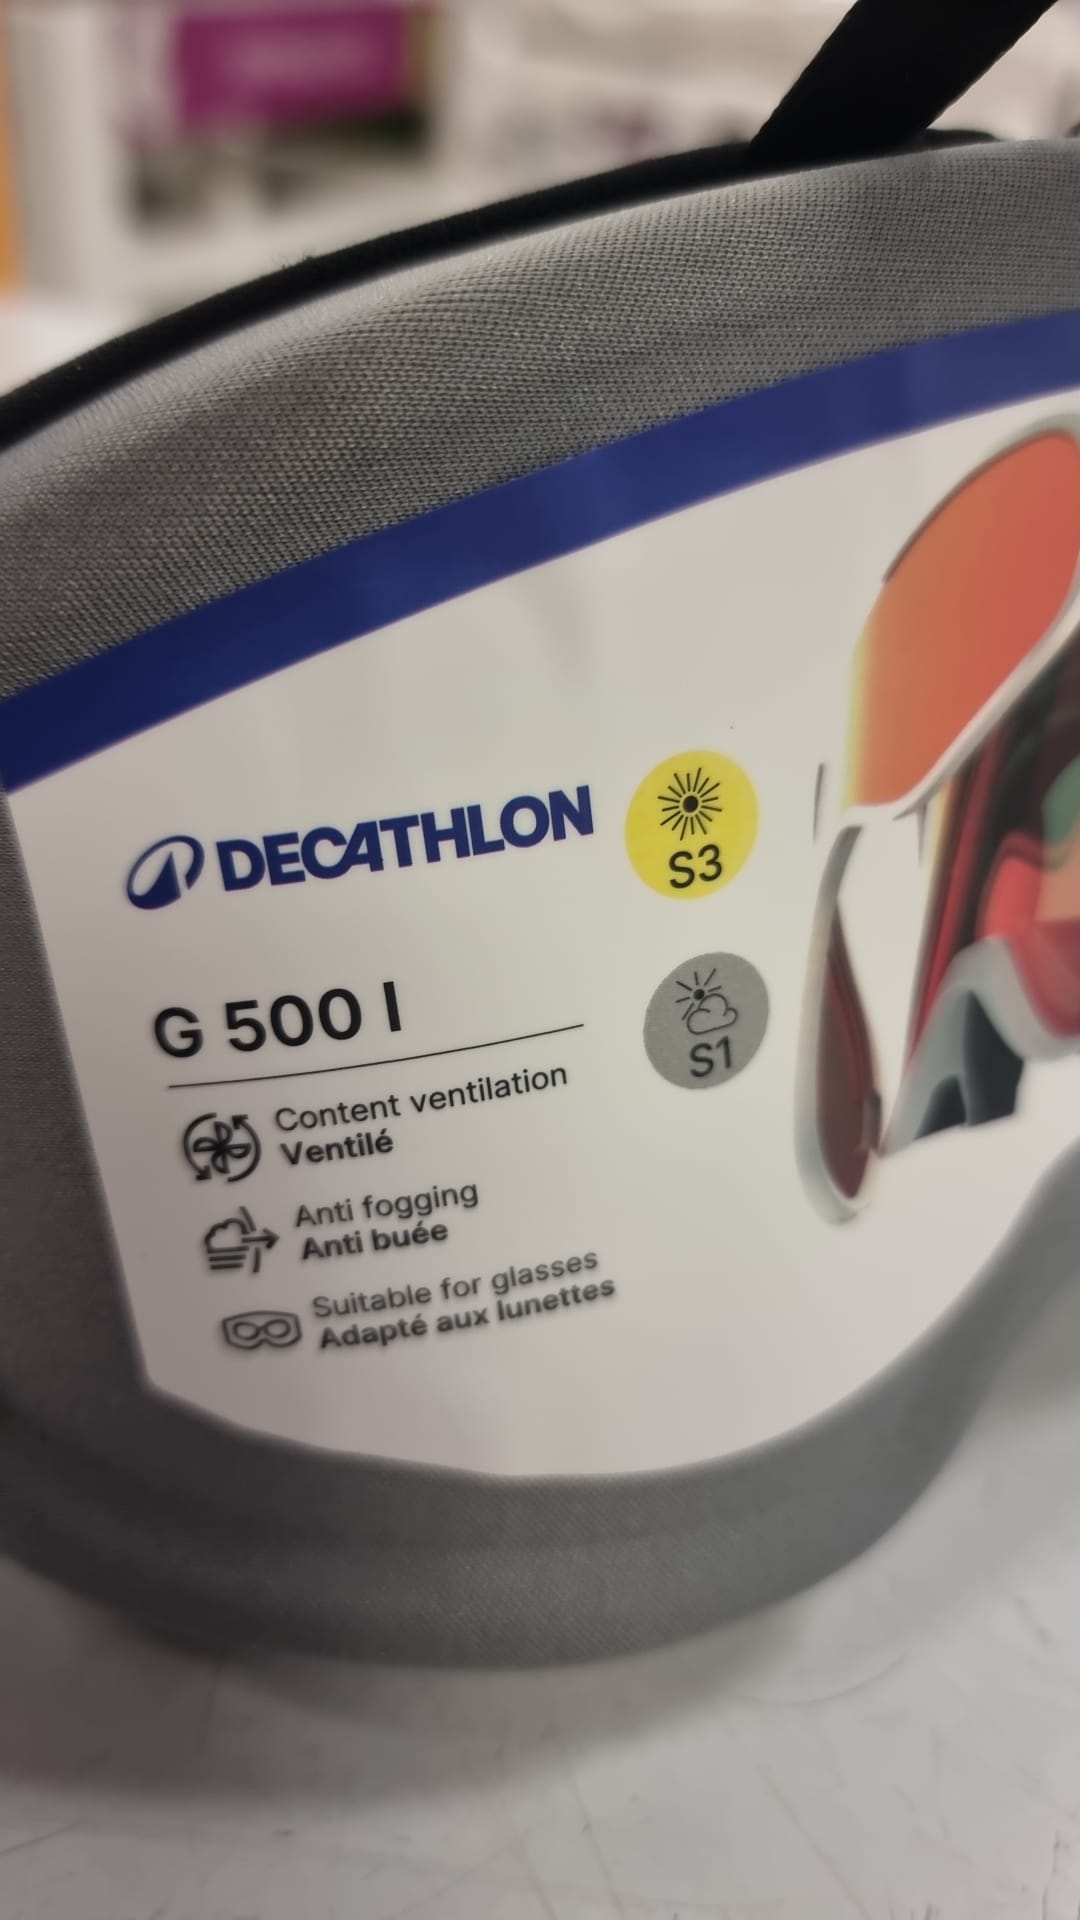 DECATHLON
S3
G 500 I
S1
Content ventilation
Ventilé
Anti fogging
Anti buée
Suitable for glasses
Adapté aux lunettes